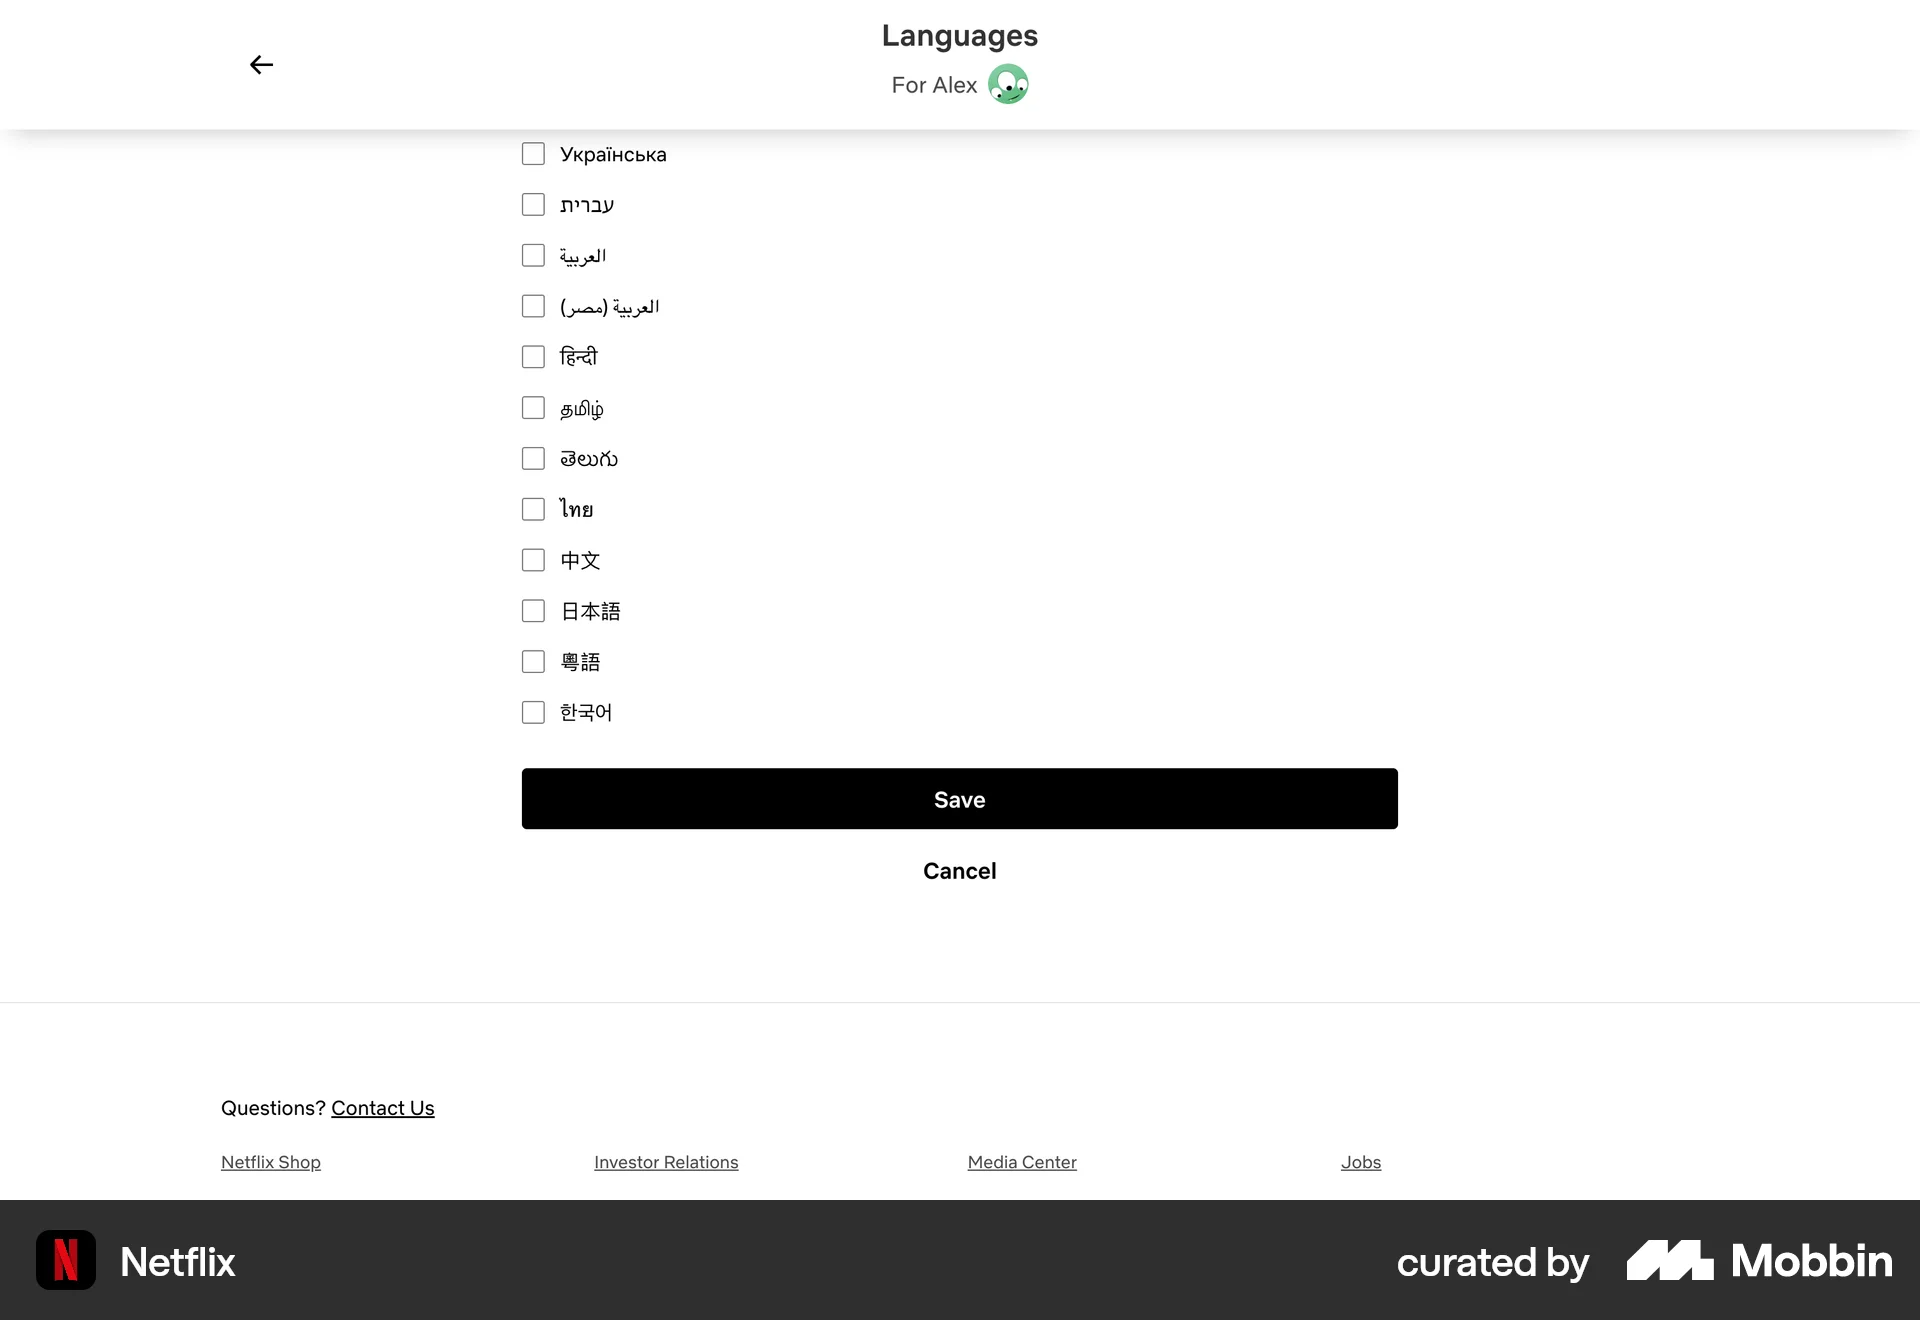 Languages
For Alex
Українська
עברית
العربية
العربية (مصر)
हिन्दी
தமிழ்
తెలుగు
ไทย
中文
日本語
粵語
한국어
Save
Cancel
Questions? Contact Us
Netflix Shop
Investor Relations
Media Center
Jobs
Netflix
curated by Mobbin